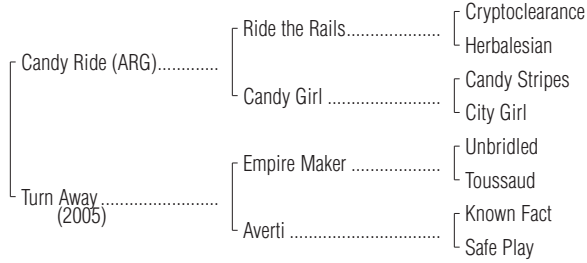 Cryptoclearance
Ride the Rails....................
Herbalesian
Candy Ride (ARG).............
Candy Stripes
Candy Girl ........................
City Girl
Unbridled
Empire Maker ...................
Toussaud
Turn Away .........................
(2005)
Known Fact
Averti ................................
Safe Play